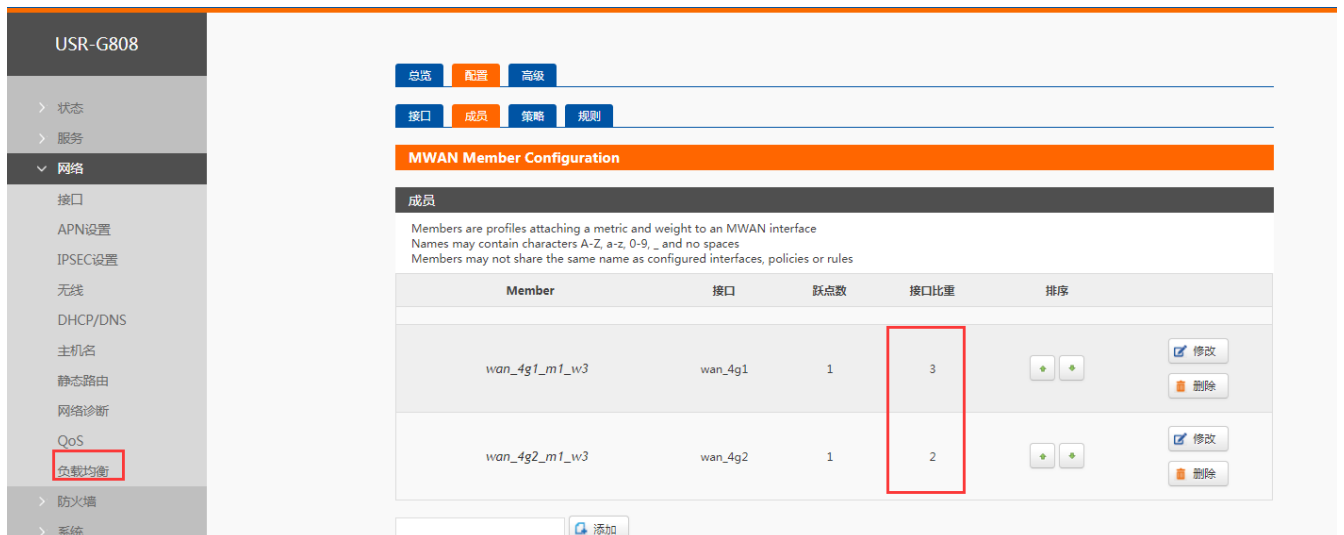 USR-G808
状态
服务
网络
接口
APN设置
IPSEC设置
无线
DHCP/DNS
主机名
静态路由
网络诊断
QoS
负载均衡
防火墙
系统
总览 配置 高级
接口 成员 策略 规则
MWAN Member Configuration
成员
Members are profiles attaching a metric and weight to an MWAN interface
Names may contain characters A-Z, a-z, 0-9, _ and no spaces
Members may not share the same name as configured interfaces, policies or rules
Member 接口 跃点数 接口比重 排序
wan_4g1_m1_w3 wan_4g1 1 3 修改
删除
wan_4g2_m1_w3 wan_4g2 1 2 修改
删除
添加